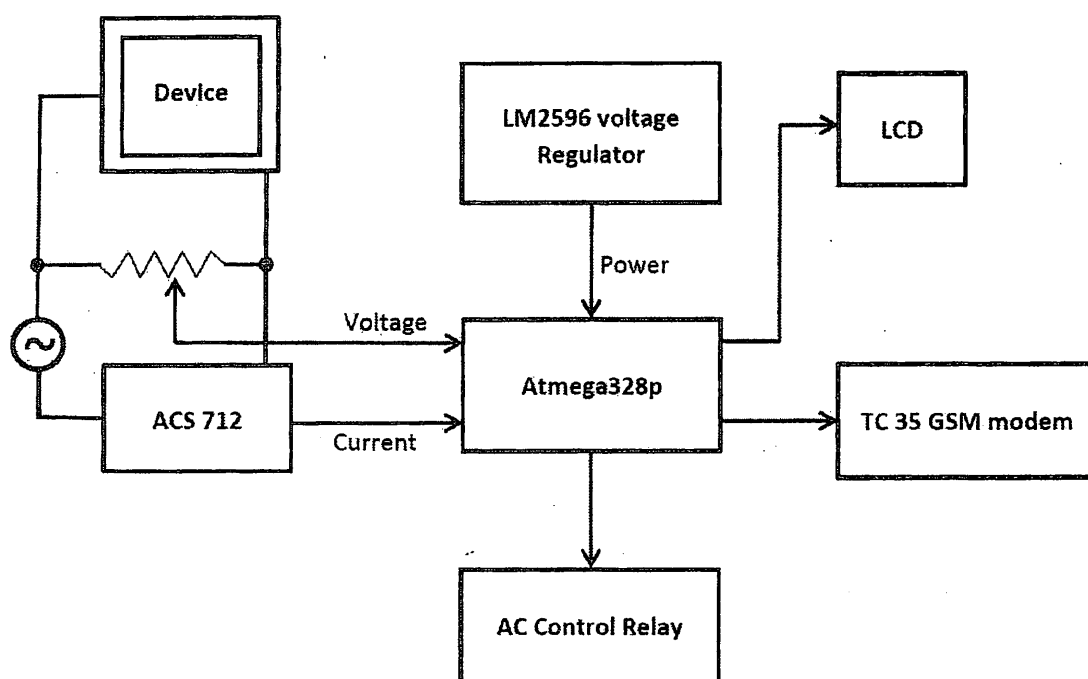 Device
LM2596 voltage
Regulator
LCD
Power
Voltage
Atmega328p
ACS 712
Current
TC 35 GSM modem
AC Control Relay